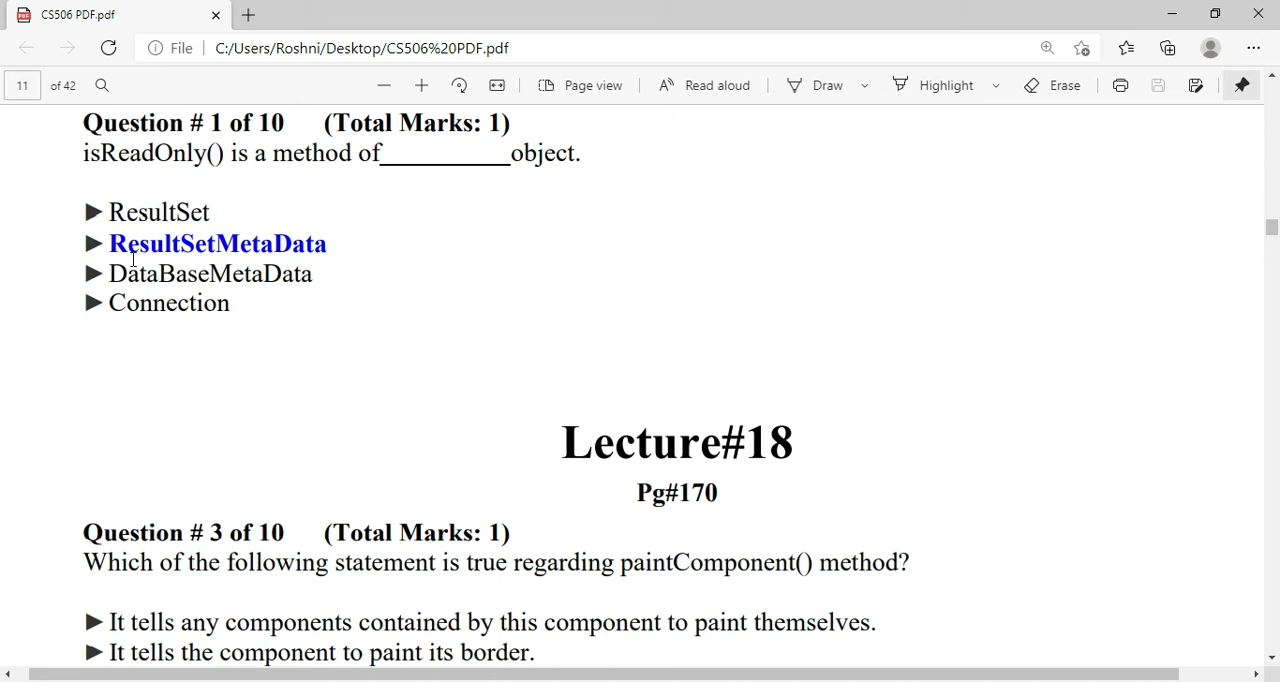 CS506 PDF.pdf
File C:/Users/Roshni/Desktop/CS506%20PDF.pdf
11 of 42 Page view Read aloud Draw Highlight Erase
Question # 1 of 10 (Total Marks: 1)
isReadOnly() is a method of___________object.
► ResultSet
► ResultSetMetaData
► DataBaseMetaData
► Connection
Lecture#18
Pg#170
Question # 3 of 10 (Total Marks: 1)
Which of the following statement is true regarding paintComponent() method?
► It tells any components contained by this component to paint themselves.
► It tells the component to paint its border.